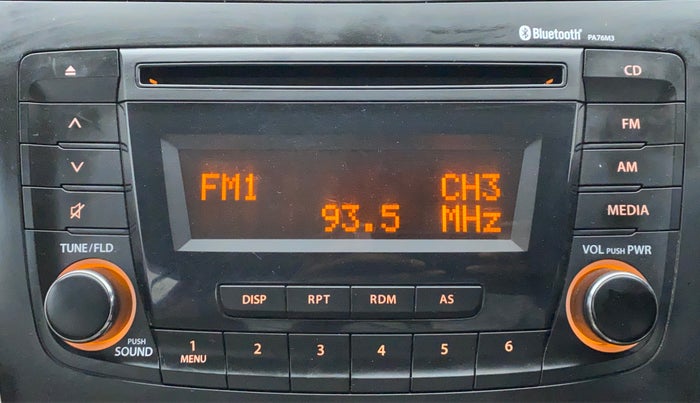 Bluetooth® PA76M3
CD
FM
AM
MEDIA
FM1 CH3
93.5 MHz
TUNE/FLD
VOL PUSH PWR
DISP RPT RDM AS
PUSH
SOUND
1 2 3 4 5 6
MENU